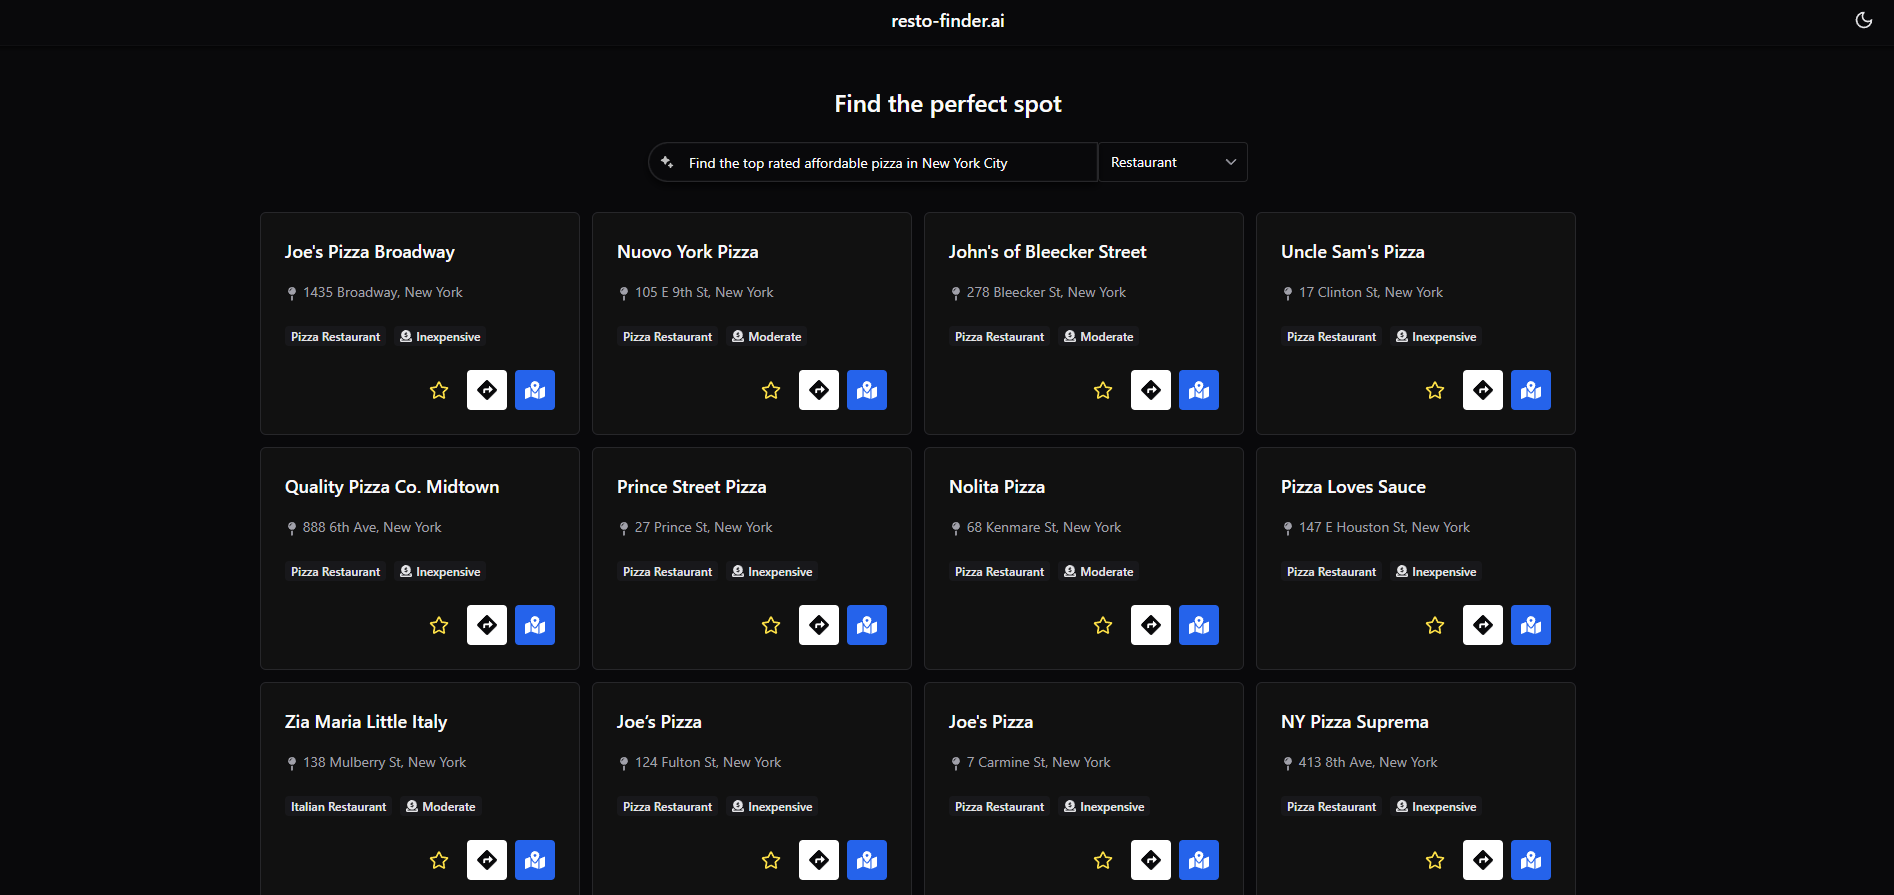 resto-finder.ai
Find the perfect spot
Find the top rated affordable pizza in New York City
Restaurant
Joe's Pizza Broadway
1435 Broadway, New York
Pizza Restaurant
Inexpensive
Nuovo York Pizza
105 E 9th St, New York
Pizza Restaurant
Moderate
John's of Bleecker Street
278 Bleecker St, New York
Pizza Restaurant
Moderate
Uncle Sam's Pizza
17 Clinton St, New York
Pizza Restaurant
Inexpensive
Quality Pizza Co. Midtown
888 6th Ave, New York
Pizza Restaurant
Inexpensive
Prince Street Pizza
27 Prince St, New York
Pizza Restaurant
Inexpensive
Nolita Pizza
68 Kenmare St, New York
Pizza Restaurant
Moderate
Pizza Loves Sauce
147 E Houston St, New York
Pizza Restaurant
Inexpensive
Zia Maria Little Italy
138 Mulberry St, New York
Italian Restaurant
Moderate
Joe’s Pizza
124 Fulton St, New York
Pizza Restaurant
Inexpensive
Joe's Pizza
7 Carmine St, New York
Pizza Restaurant
Inexpensive
NY Pizza Suprema
413 8th Ave, New York
Pizza Restaurant
Inexpensive